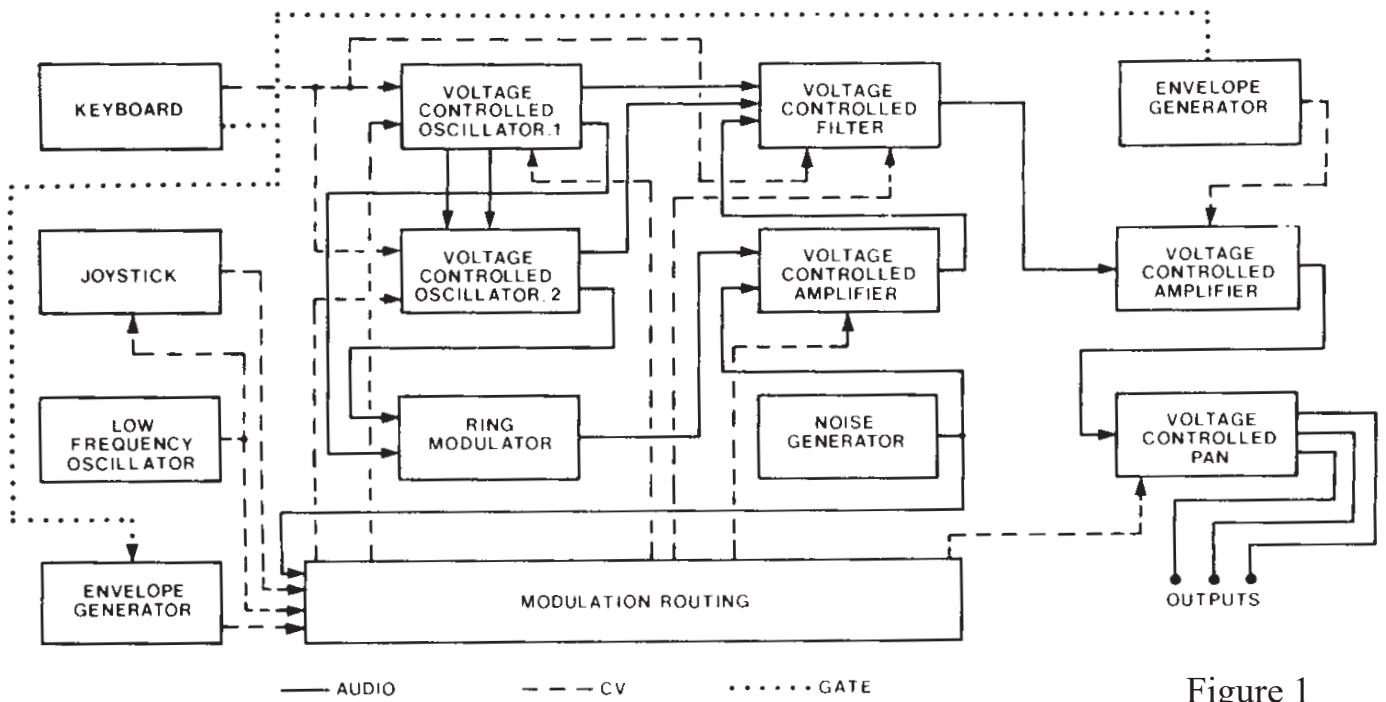 KEYBOARD
VOLTAGE
CONTROLLED
OSCILLATOR.1
VOLTAGE
CONTROLLED
FILTER
ENVELOPE
GENERATOR
JOYSTICK
VOLTAGE
CONTROLLED
OSCILLATOR.2
VOLTAGE
CONTROLLED
AMPLIFIER
VOLTAGE
CONTROLLED
AMPLIFIER
LOW
FREQUENCY
OSCILLATOR
RING
MODULATOR
NOISE
GENERATOR
VOLTAGE
CONTROLLED
PAN
ENVELOPE
GENERATOR
MODULATION ROUTING
OUTPUTS
AUDIO
CV
GATE
Figure 1